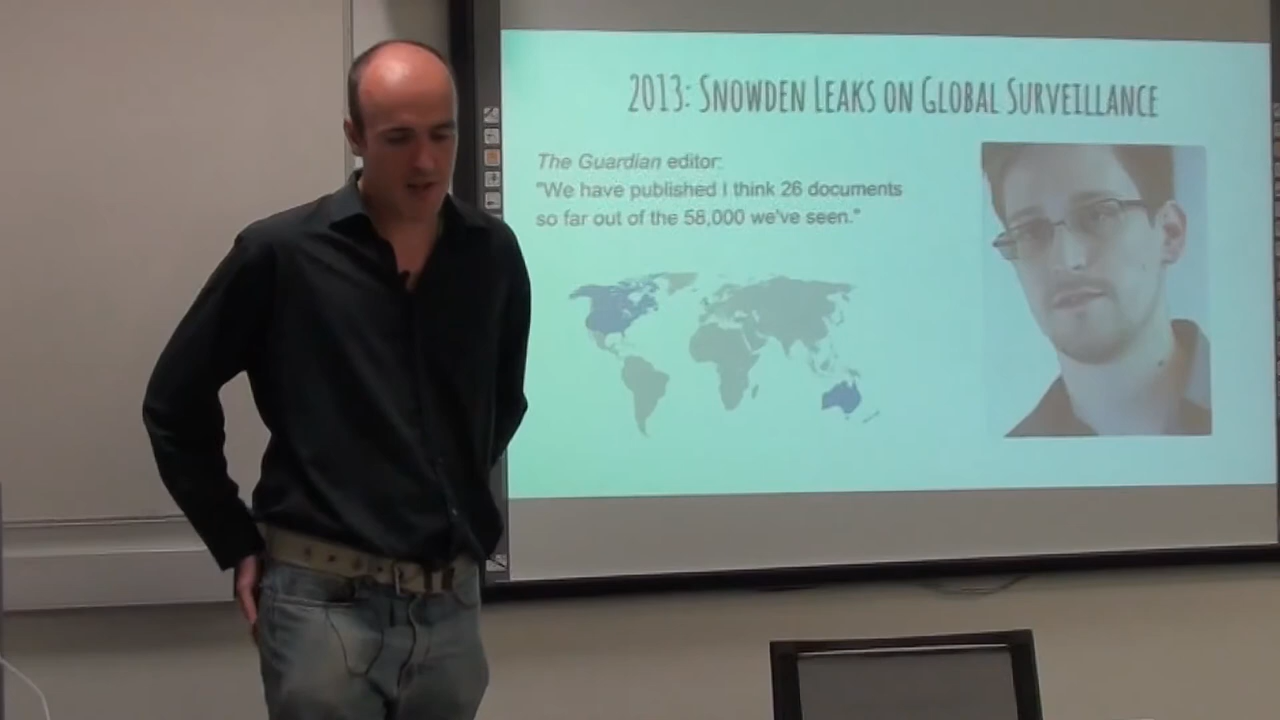 2013: SNOWDEN LEAKS ON GLOBAL SURVEILLANCE
The Guardian editor:
"We have published I think 26 documents
so far out of the 58,000 we've seen."